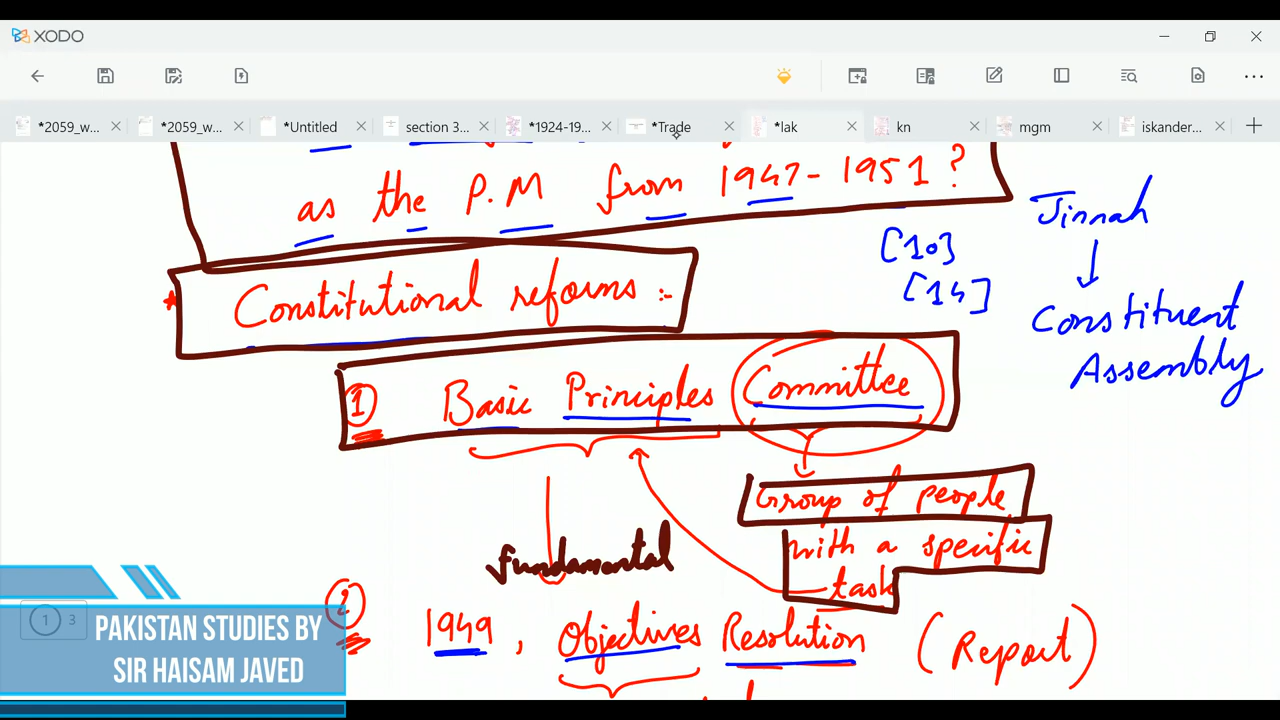 XODO
*2059_w...
*2059_w...
*Untitled
section 3...
*1924-19...
*Trade
*lak
kn
mgm
iskander...
as the P.M from 1947-1951?
Jinnah
[10]
[14]
Constituent
Assembly
* Constitutional reforms :-
1 Basic Principles Committee
Group of people
with a specific
task
fundamental
2 1949, Objectives Resolution (Report)
1 3
PAKISTAN STUDIES BY
SIR HAISAM JAVED